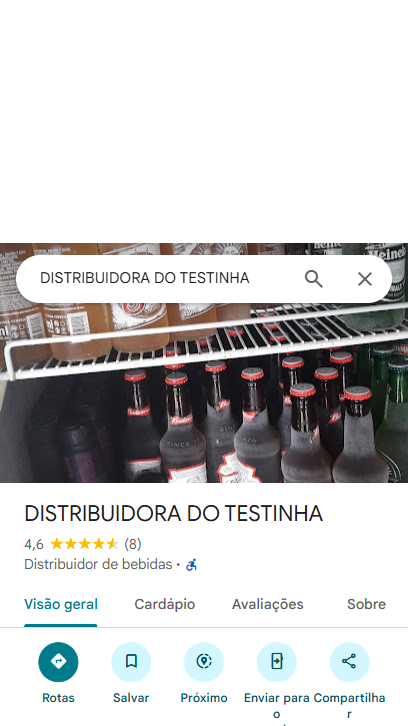 Heineken
DISTRIBUIDORA DO TESTINHA
DISTRIBUIDORA DO TESTINHA
4,6 (8)
Distribuidor de bebidas ·
Visão geral
Cardápio
Avaliações
Sobre
Rotas
Salvar
Próximo
Enviar para o
Compartilha
r